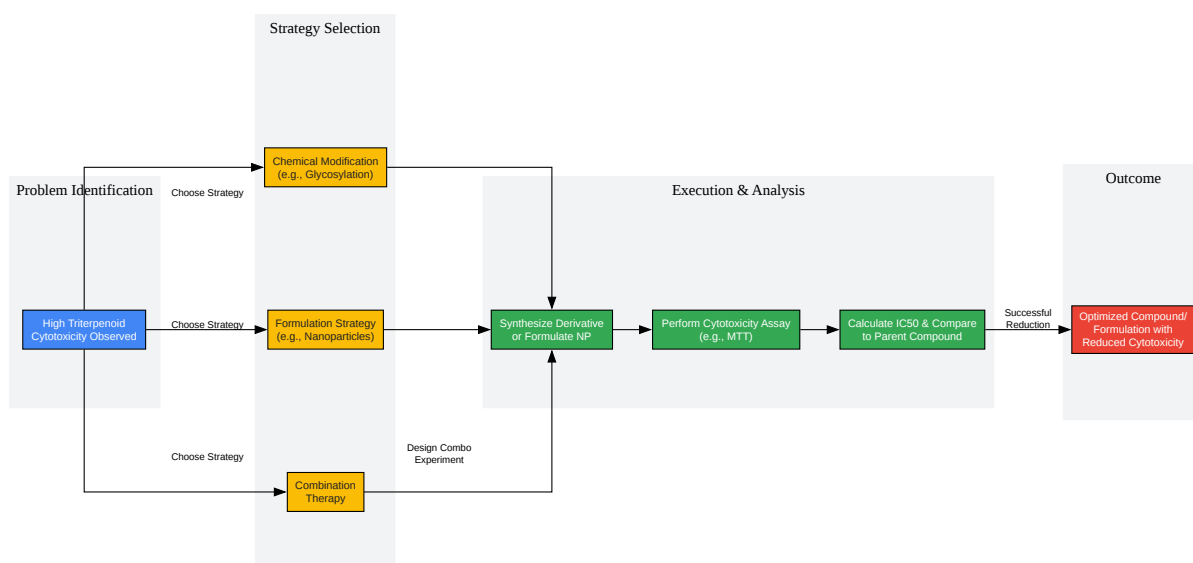 Strategy Selection
Chemical Modification
(e.g., Glycosylation)
Problem Identification
Choose Strategy
Execution & Analysis
Outcome
High Triterpenoid
Cytotoxicity Observed
Choose Strategy
Formulation Strategy
(e.g., Nanoparticles)
Synthesize Derivative
or Formulate NP
Perform Cytotoxicity Assay
(e.g., MTT)
Calculate IC50 & Compare
to Parent Compound
Successful
Reduction
Optimized Compound/
Formulation with
Reduced Cytotoxicity
Choose Strategy
Design Combo
Experiment
Combination
Therapy